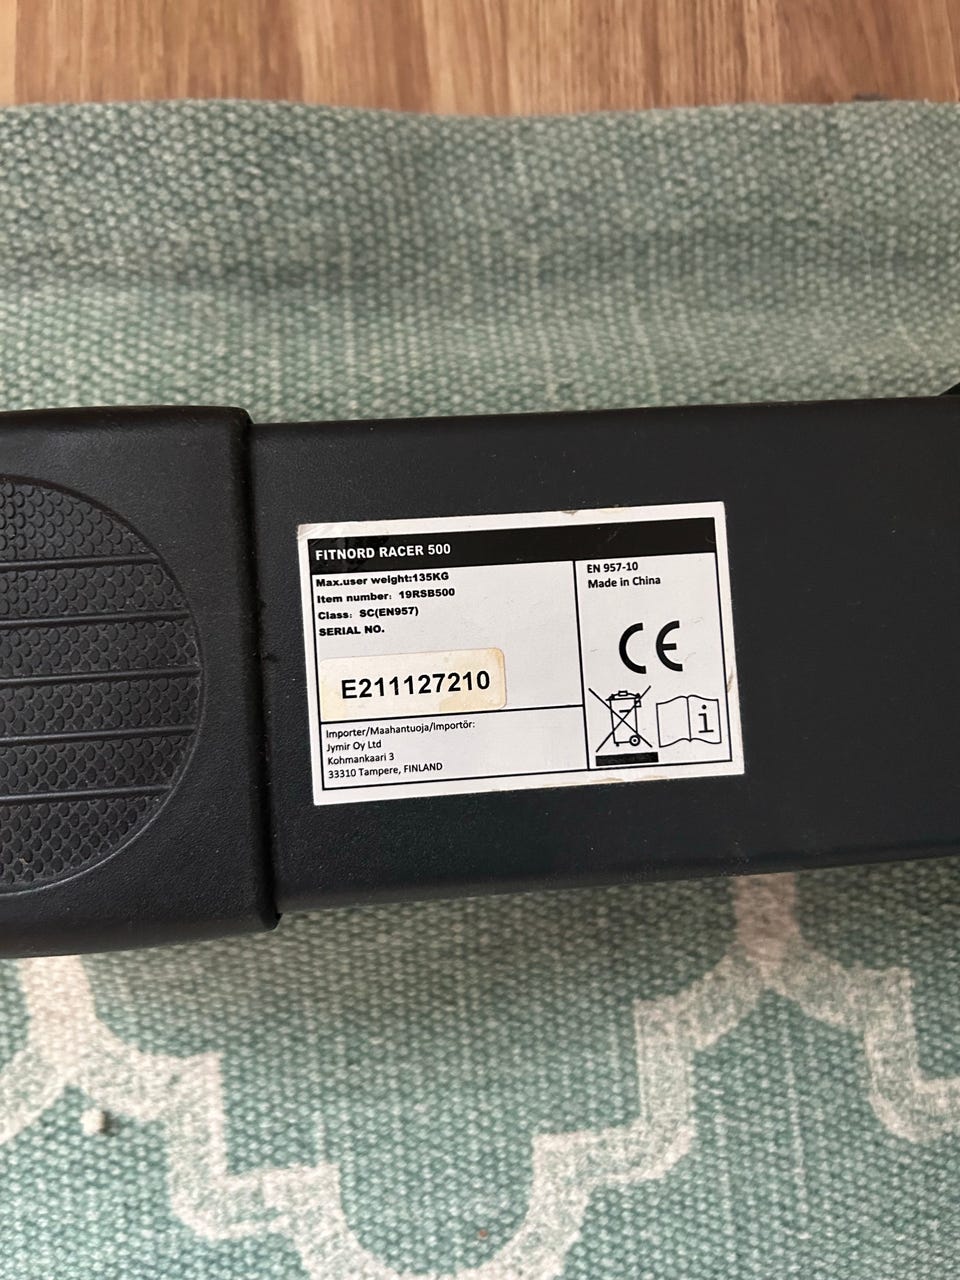 FITNORD RACER 500
Max.user weight:135KG
Item number: 19RSB500
Class: SC(EN957)
SERIAL NO.
E211127210
Importer/Maahantuoja/Importör:
Jymir Oy Ltd
Kohmankaari 3
33310 Tampere, FINLAND
EN 957-10
Made in China
CE
i